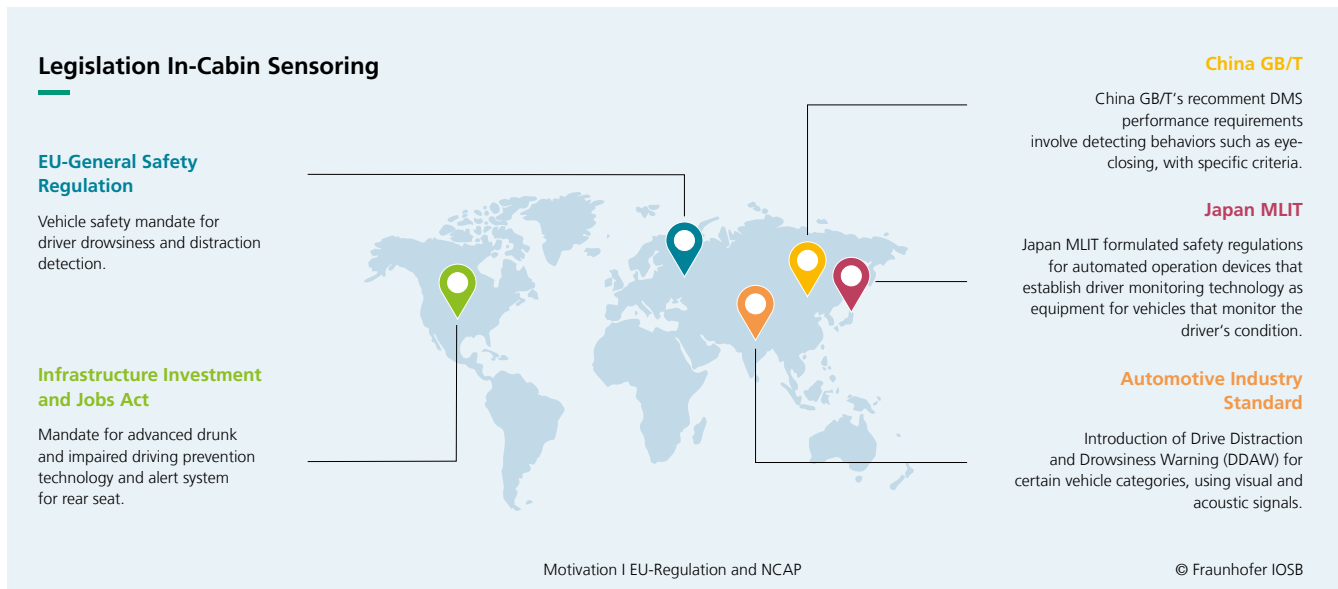 Legislation In-Cabin Sensoring
EU-General Safety
Regulation
Vehicle safety mandate for
driver drowsiness and distraction
detection.
Infrastructure Investment
and Jobs Act
Mandate for advanced drunk
and impaired driving prevention
technology and alert system
for rear seat.
China GB/T
China GB/T‘s recomment DMS
performance requirements
involve detecting behaviors such as eye-
closing, with specific criteria.
Japan MLIT
Japan MLIT formulated safety regulations
for automated operation devices that
establish driver monitoring technology as
equipment for vehicles that monitor the
driver‘s condition.
Automotive Industry
Standard
Introduction of Drive Distraction
and Drowsiness Warning (DDAW) for
certain vehicle categories, using visual and
acoustic signals.
Motivation I EU-Regulation and NCAP
© Fraunhofer IOSB